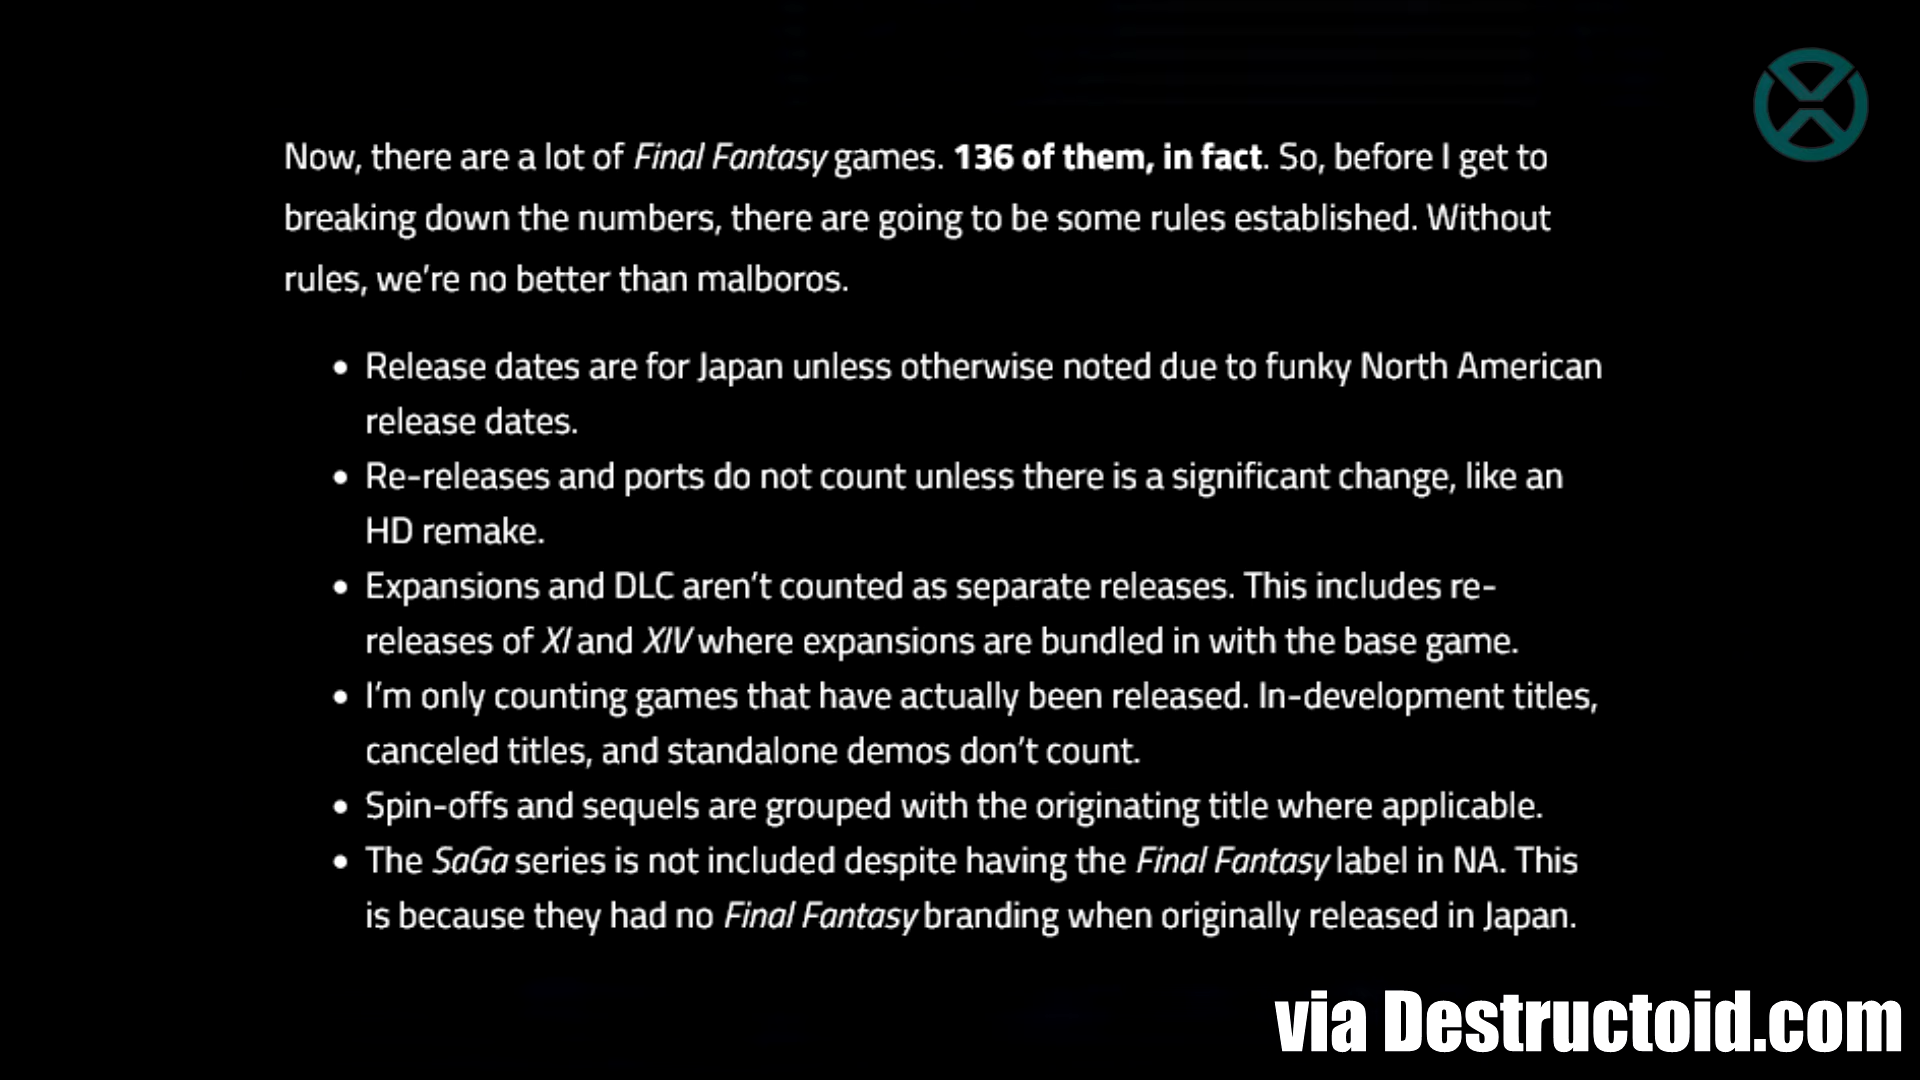 Now, there are a lot of Final Fantasy games. 136 of them, in fact. So, before I get to
breaking down the numbers, there are going to be some rules established. Without
rules, we’re no better than malboros.
• Release dates are for Japan unless otherwise noted due to funky North American
release dates.
• Re-releases and ports do not count unless there is a significant change, like an
HD remake.
• Expansions and DLC aren’t counted as separate releases. This includes re-
releases of XI and XIV where expansions are bundled in with the base game.
• I’m only counting games that have actually been released. In-development titles,
canceled titles, and standalone demos don’t count.
• Spin-offs and sequels are grouped with the originating title where applicable.
• The SaGa series is not included despite having the Final Fantasy label in NA. This
is because they had no Final Fantasy branding when originally released in Japan.
via Destructoid.com